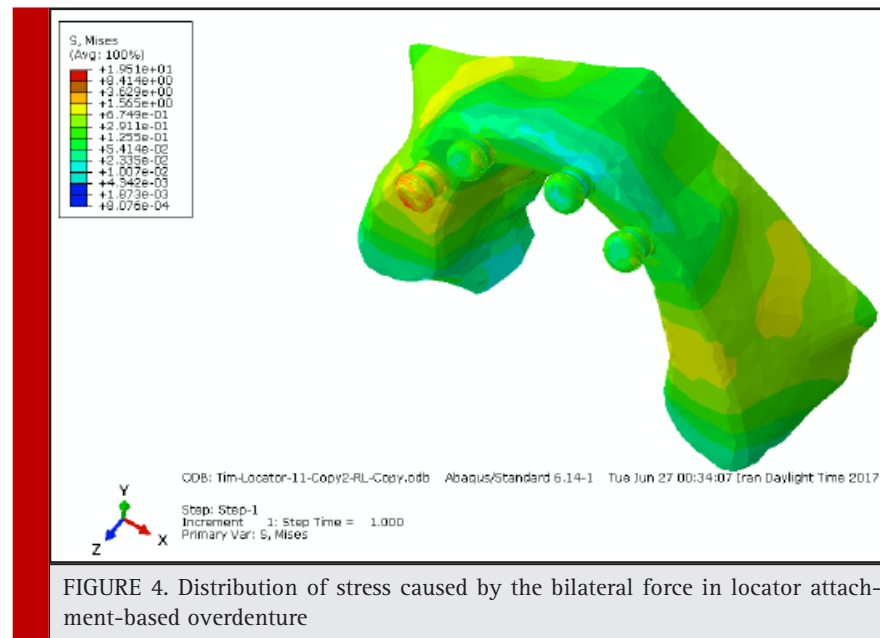 S, Mises
(Avg: 100%)
+1.951e+01
+8.414e+00
+3.629e+00
+1.565e+00
+6.749e-01
+2.911e-01
+1.255e-01
+5.414e-02
+2.335e-02
+1.007e-02
+4.342e-03
+1.873e-03
+8.076e-04
ODB: Tim-Locator-11-Copy2-RL-Copy.odb Abaqus/Standard 6.14-1 Tue Jun 27 00:34:07 Iran Daylight Time 2017
Y
Z
X
Step: Step-1
Increment 1: Step Time = 1.000
Primary Var: S, Mises
FIGURE 4. Distribution of stress caused by the bilateral force in locator attach-
ment-based overdenture